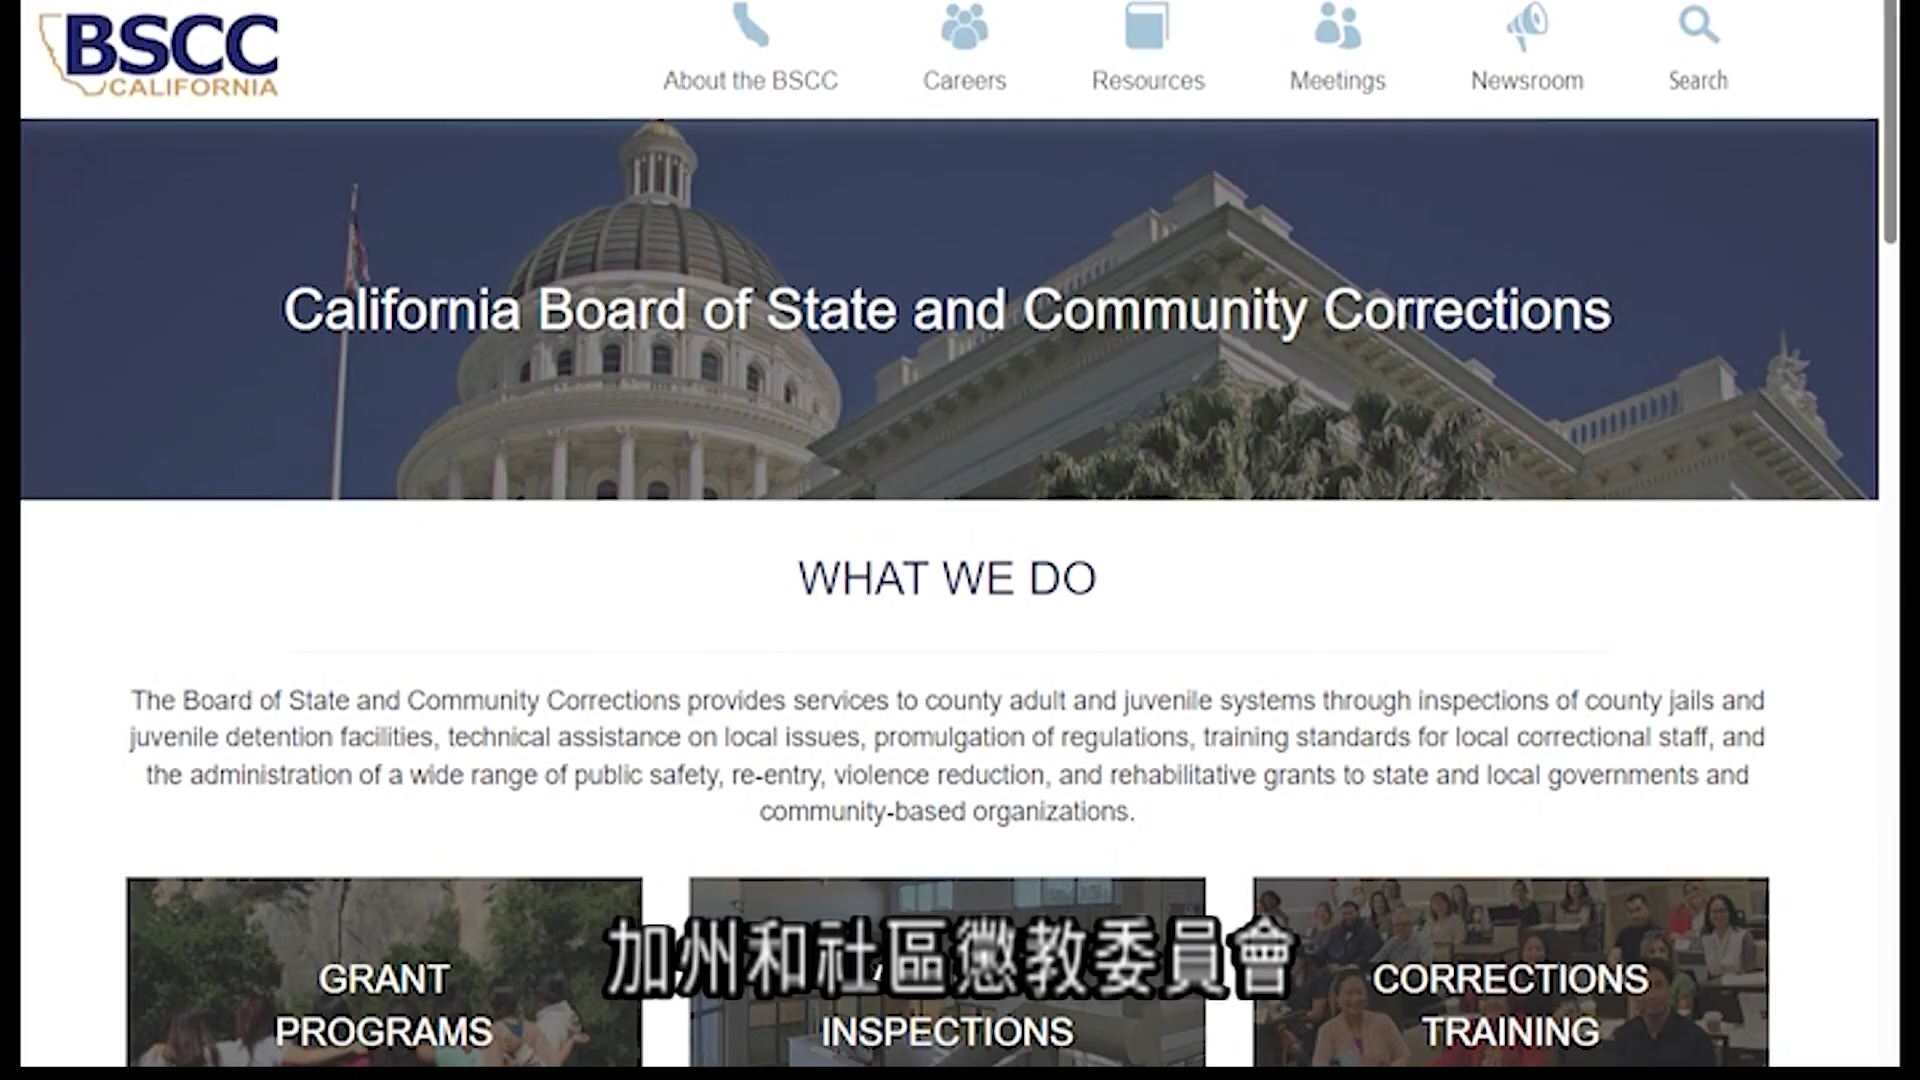 BSCC
CALIFORNIA
About the BSCC
Careers
Resources
Meetings
Newsroom
Search
California Board of State and Community Corrections
WHAT WE DO
The Board of State and Community Corrections provides services to county adult and juvenile systems through inspections of county jails and
juvenile detention facilities, technical assistance on local issues, promulgation of regulations, training standards for local correctional staff, and
the administration of a wide range of public safety, re-entry, violence reduction, and rehabilitative grants to state and local governments and
community-based organizations.
GRANT
PROGRAMS
INSPECTIONS
CORRECTIONS
TRAINING
加州和社區懲教委員會